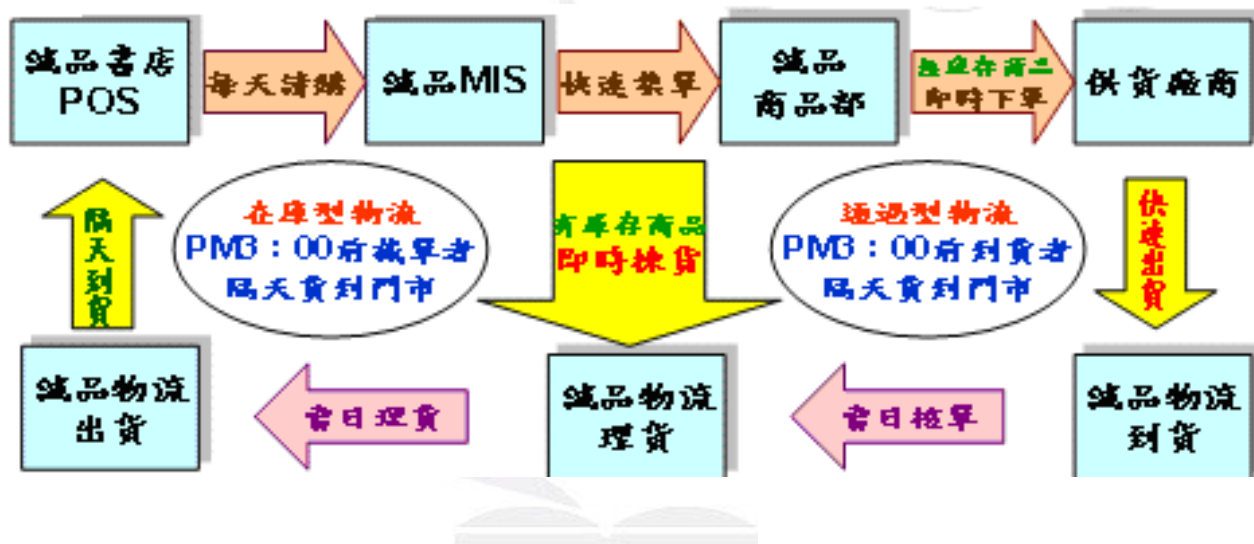 誠品書店
POS
每天請購
誠品MIS
快速
誠品
商品部
無庫存商品
即時下單
供貨廠商
隔天到貨
在庫型物流
PM3：00前截單者
隔天貨到門市
有庫存商品
即時揀貨
通過型物流
PM3：00前到貨者
隔天貨到門市
快速出貨
誠品物流
出貨
當日理貨
誠品物流
理貨
當日
誠品物流
到貨